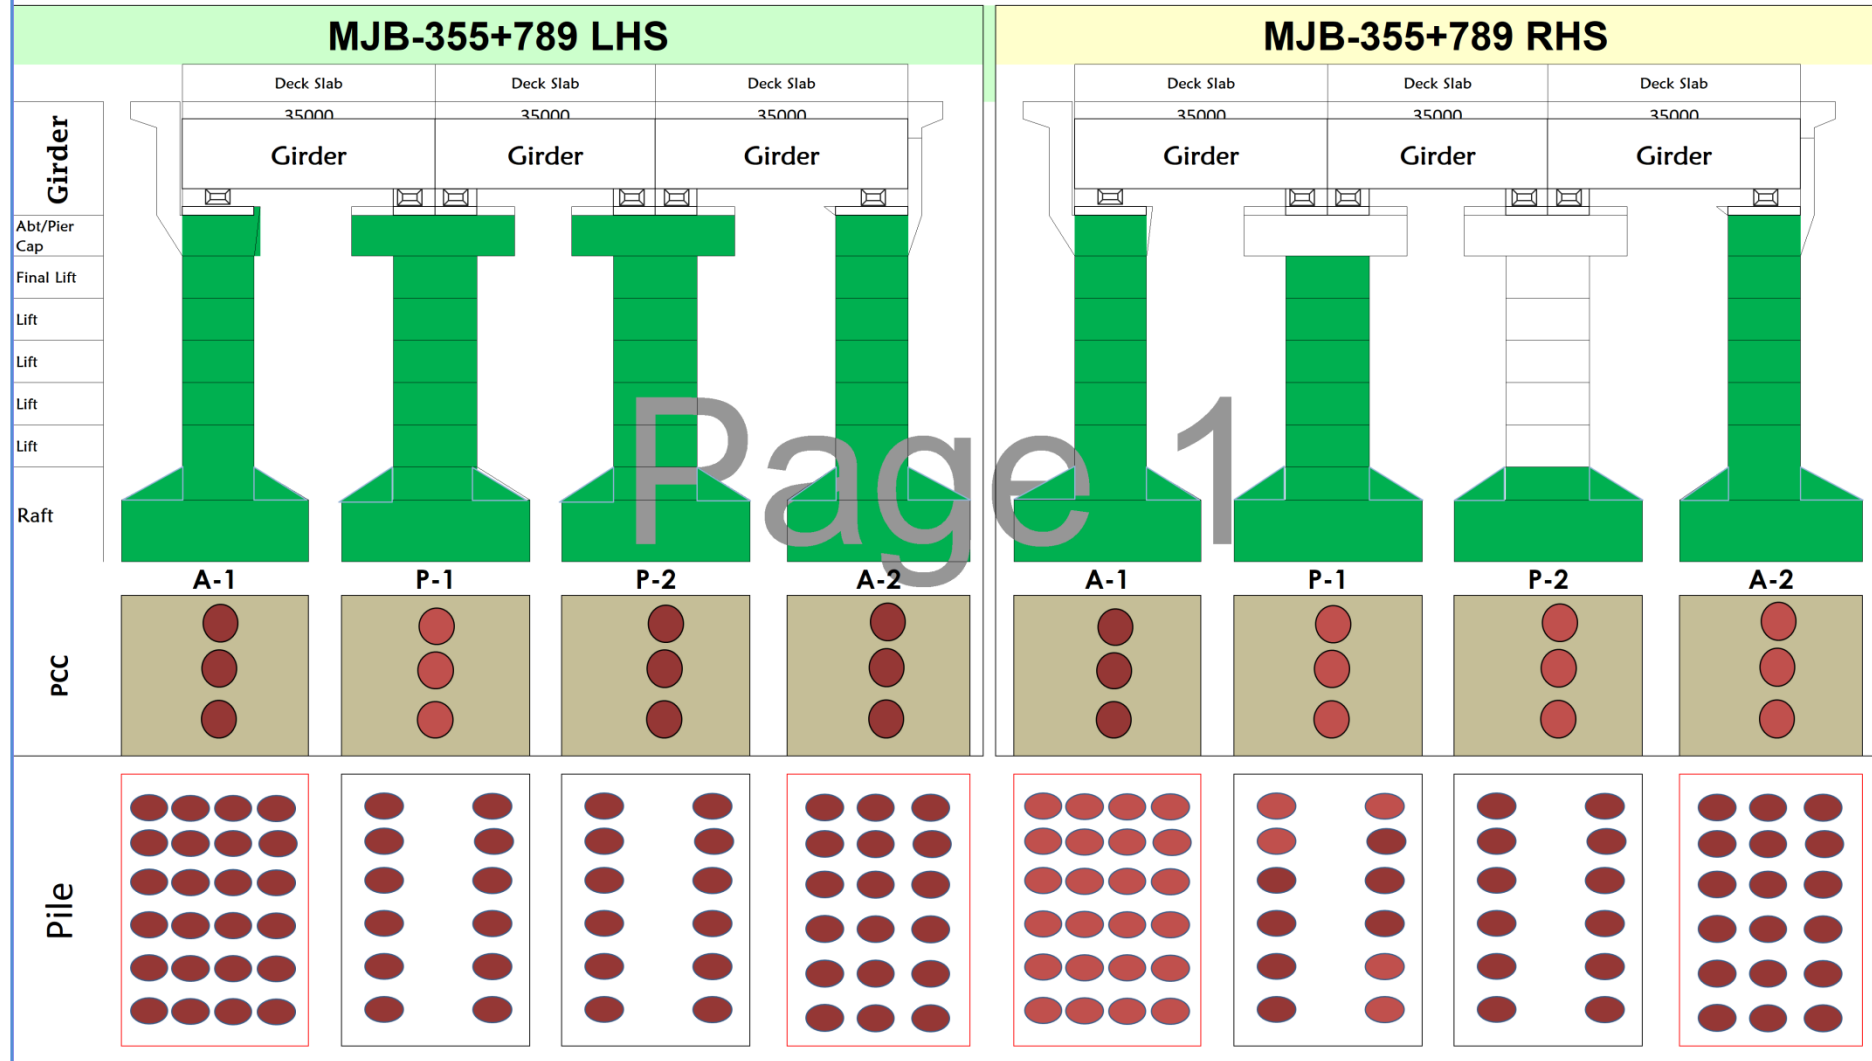 MJB-355+789 LHS MJB-355+789 RHS
Deck Slab Deck Slab Deck Slab Deck Slab Deck Slab Deck Slab
35000 35000 35000 35000 35000 35000
Girder Girder Girder Girder Girder Girder Girder
Abt/Pier
Cap
Final Lift
Lift
Lift
Lift
Lift
Page 1
Raft
A-1 P-1 P-2 A-2 A-1 P-1 P-2 A-2
PCC
Pile